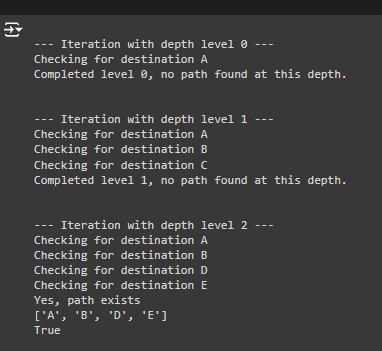 --- Iteration with depth level 0 ---
Checking for destination A
Completed level 0, no path found at this depth.
--- Iteration with depth level 1 ---
Checking for destination A
Checking for destination B
Checking for destination C
Completed level 1, no path found at this depth.
--- Iteration with depth level 2 ---
Checking for destination A
Checking for destination B
Checking for destination D
Checking for destination E
Yes, path exists
['A', 'B', 'D', 'E']
True